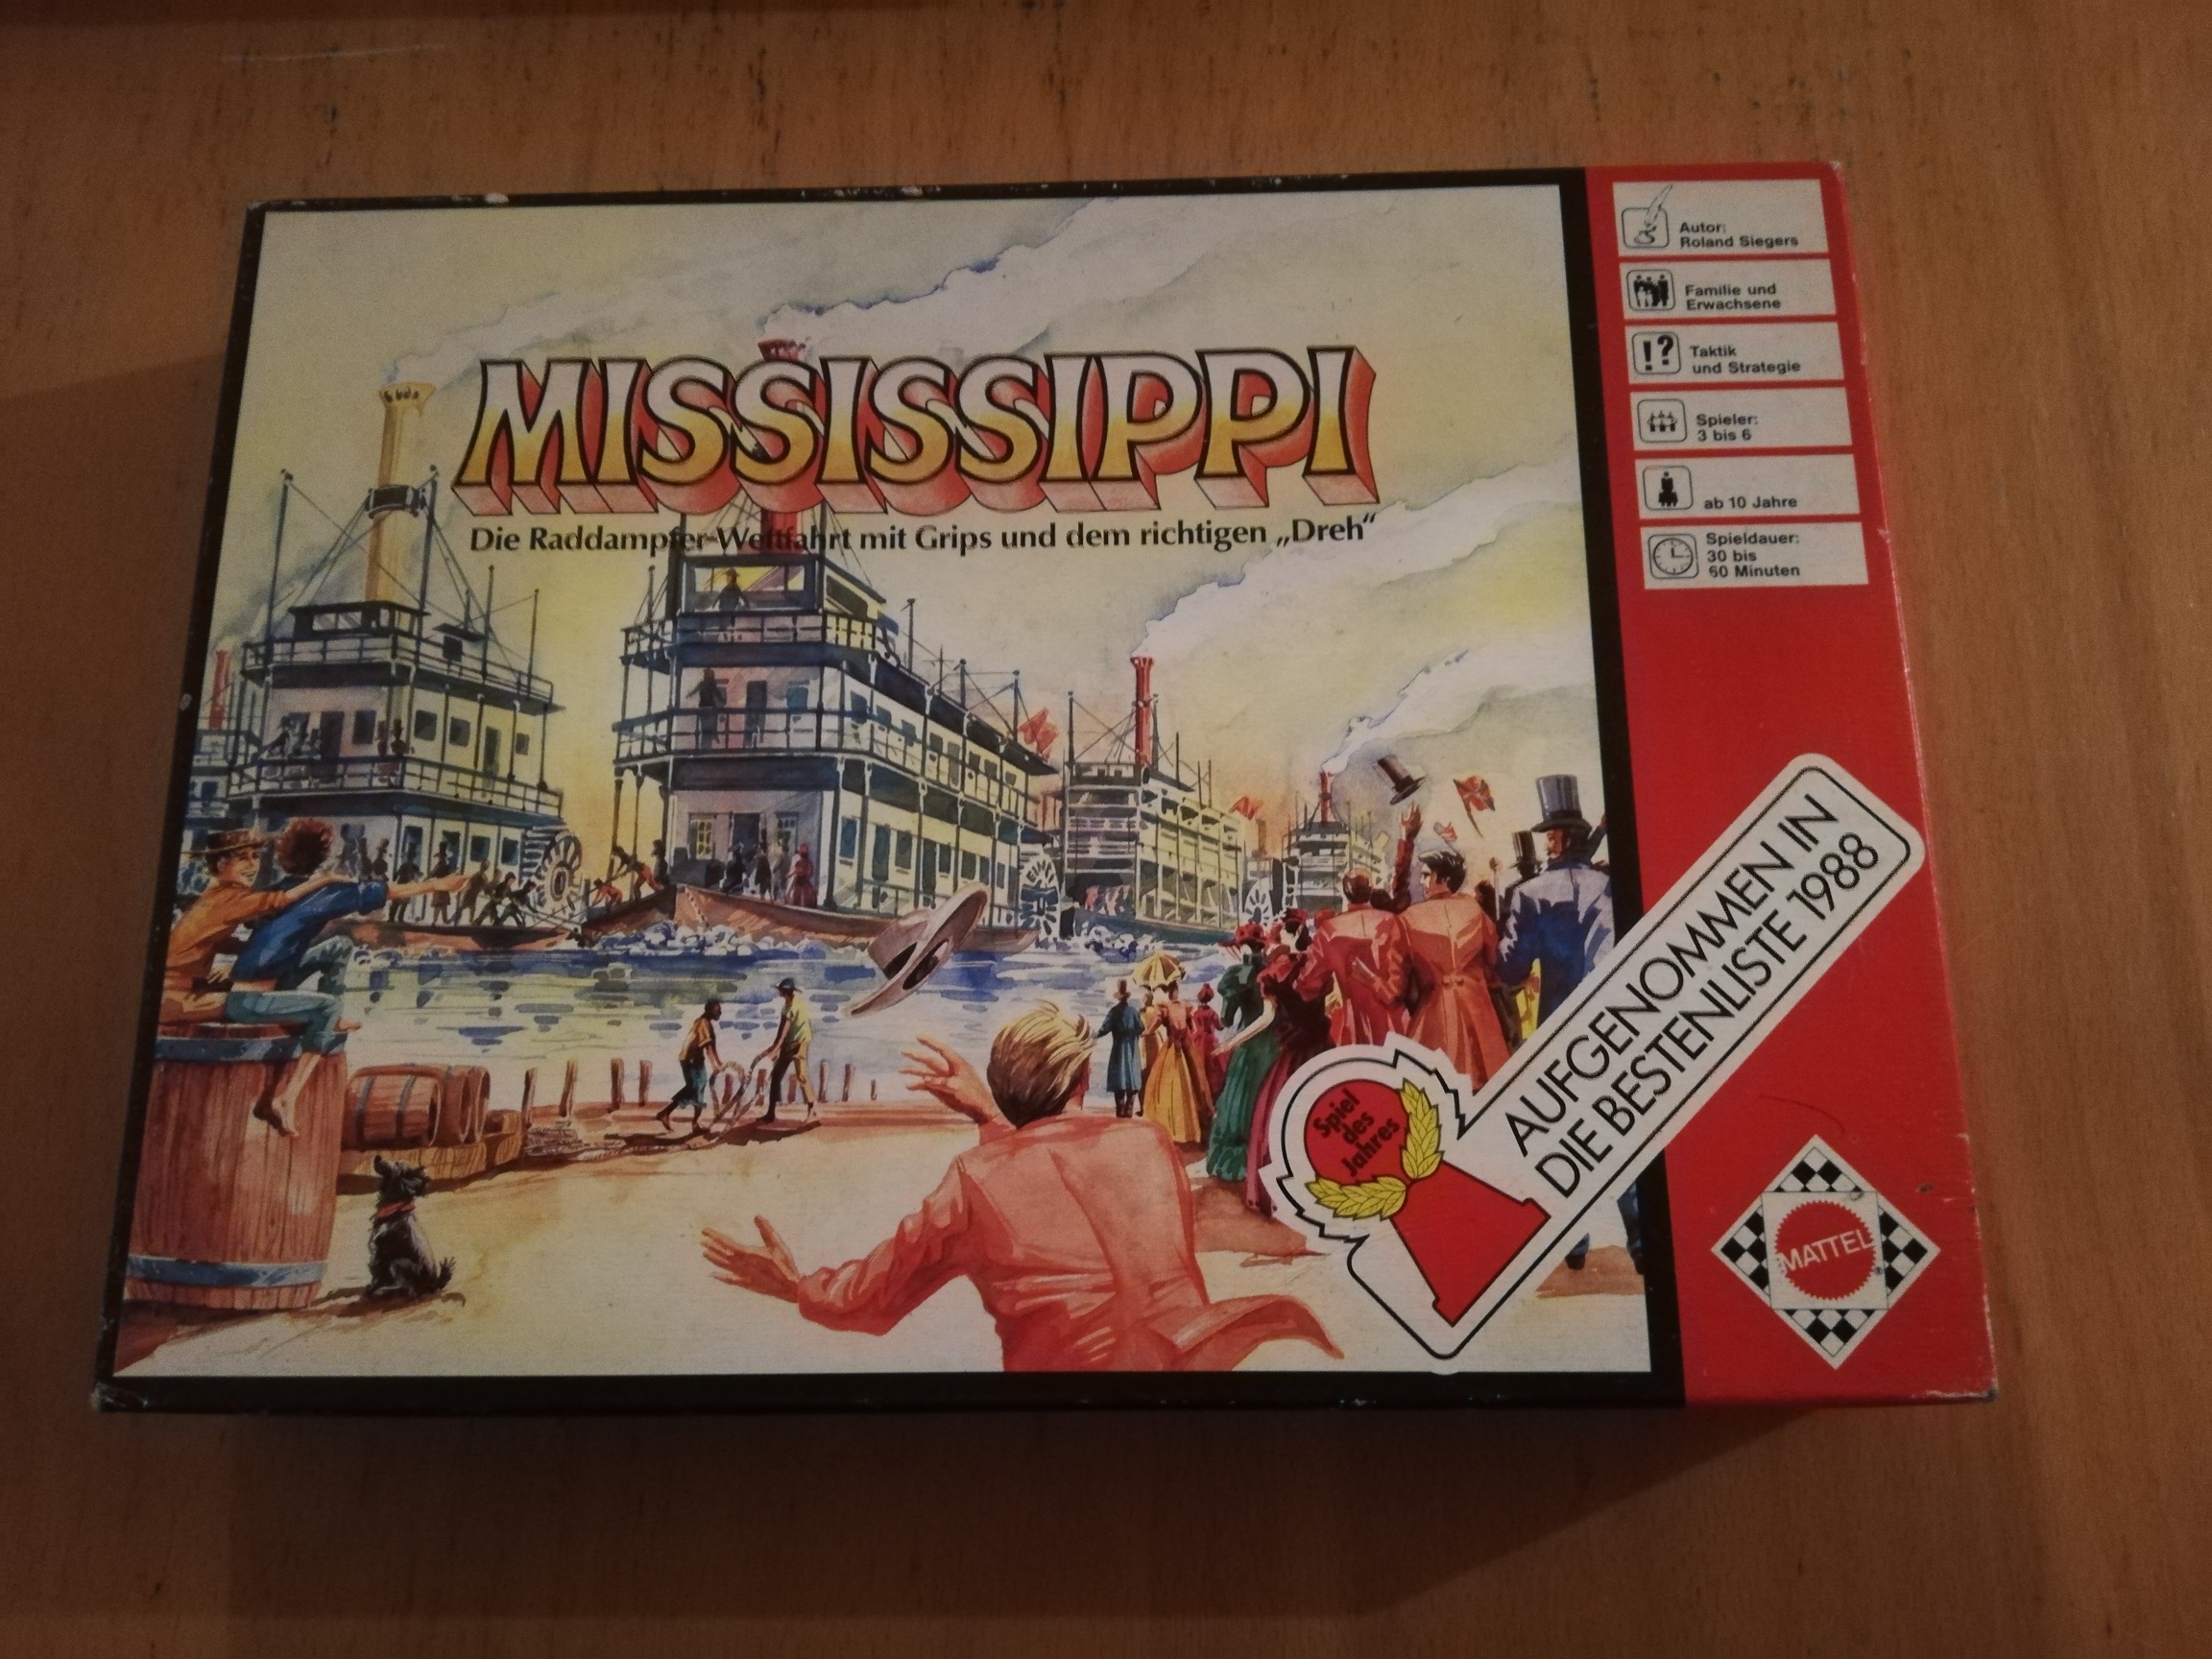 MISSISSIPPI
Die Raddampfer-Wettfahrt mit Grips und dem richtigen „Dreh“
Autor:
Roland Siegers
Familie und
Erwachsene
!?
Taktik
und Strategie
Spieler:
3 bis 6
ab 10 Jahre
Spieldauer:
30 bis
60 Minuten
AUFGENOMMEN IN
DIE BESTENLISTE 1988
Spiel
des
Jahres
MATTEL